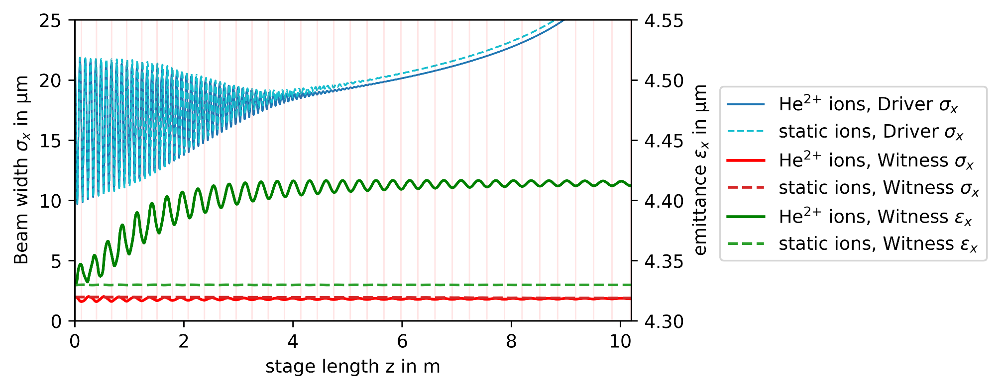 25
20
15
10
5
0
Beam width σₓ in μm
0
2
4
6
8
10
stage length z in m
4.55
4.50
4.45
4.40
4.35
4.30
emittance εₓ in μm
He²⁺ ions, Driver σₓ
static ions, Driver σₓ
He²⁺ ions, Witness σₓ
static ions, Witness σₓ
He²⁺ ions, Witness εₓ
static ions, Witness εₓ